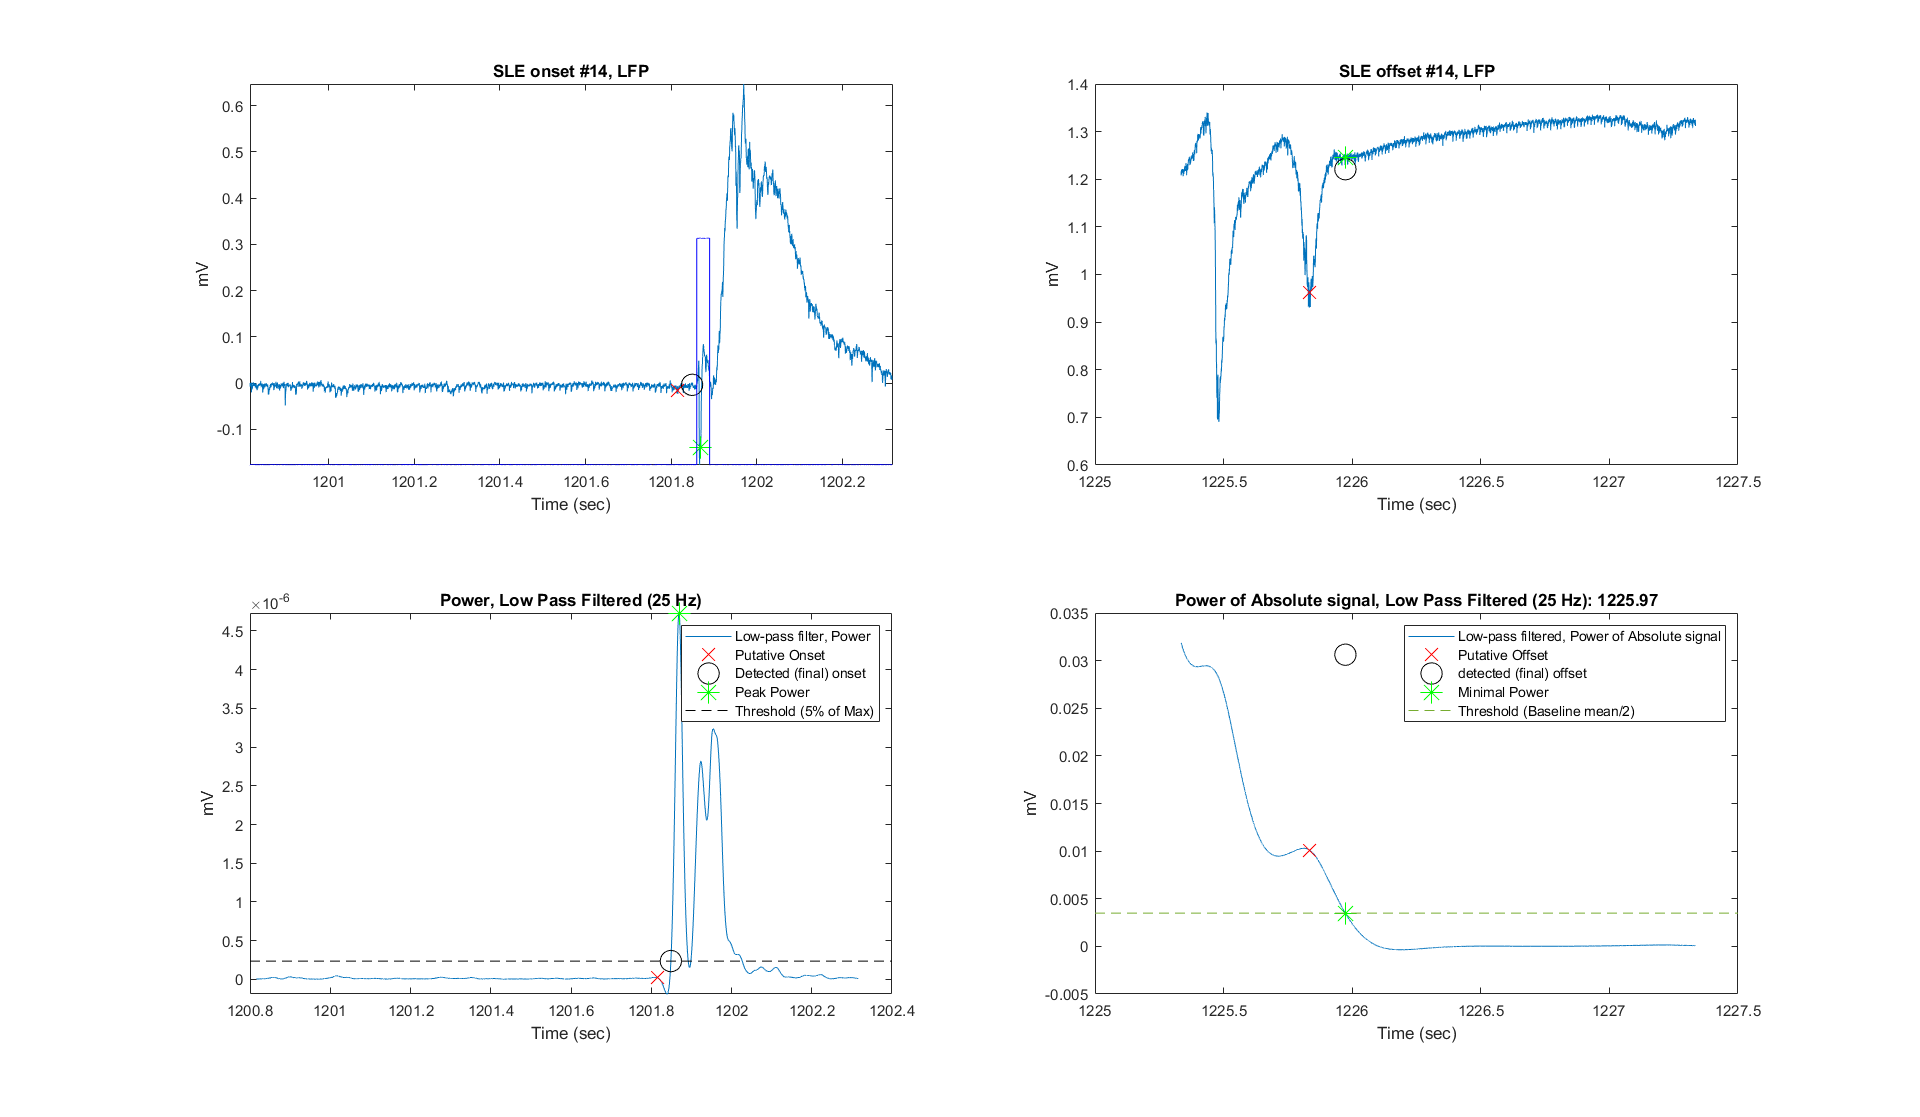 SLE onset #14, LFP
0.6
0.5
0.4
0.3
0.2
0.1
0
-0.1
mV
1201
1201.2
1201.4
1201.6
1201.8
1202
1202.2
Time (sec)
SLE offset #14, LFP
1.4
1.3
1.2
1.1
1
0.9
0.8
0.7
0.6
mV
1225
1225.5
1226
1226.5
1227
1227.5
Time (sec)
×10-6
Power, Low Pass Filtered (25 Hz)
4.5
4
3.5
3
2.5
2
1.5
1
0.5
0
mV
Low-pass filter, Power
Putative Onset
Detected (final) onset
Peak Power
Threshold (5% of Max)
1200.8
1201
1201.2
1201.4
1201.6
1201.8
1202
1202.2
1202.4
Time (sec)
Power of Absolute signal, Low Pass Filtered (25 Hz): 1225.97
0.035
0.03
0.025
0.02
0.015
0.01
0.005
0
-0.005
mV
Low-pass filtered, Power of Absolute signal
Putative Offset
detected (final) offset
Minimal Power
Threshold (Baseline mean/2)
1225
1225.5
1226
1226.5
1227
1227.5
Time (sec)